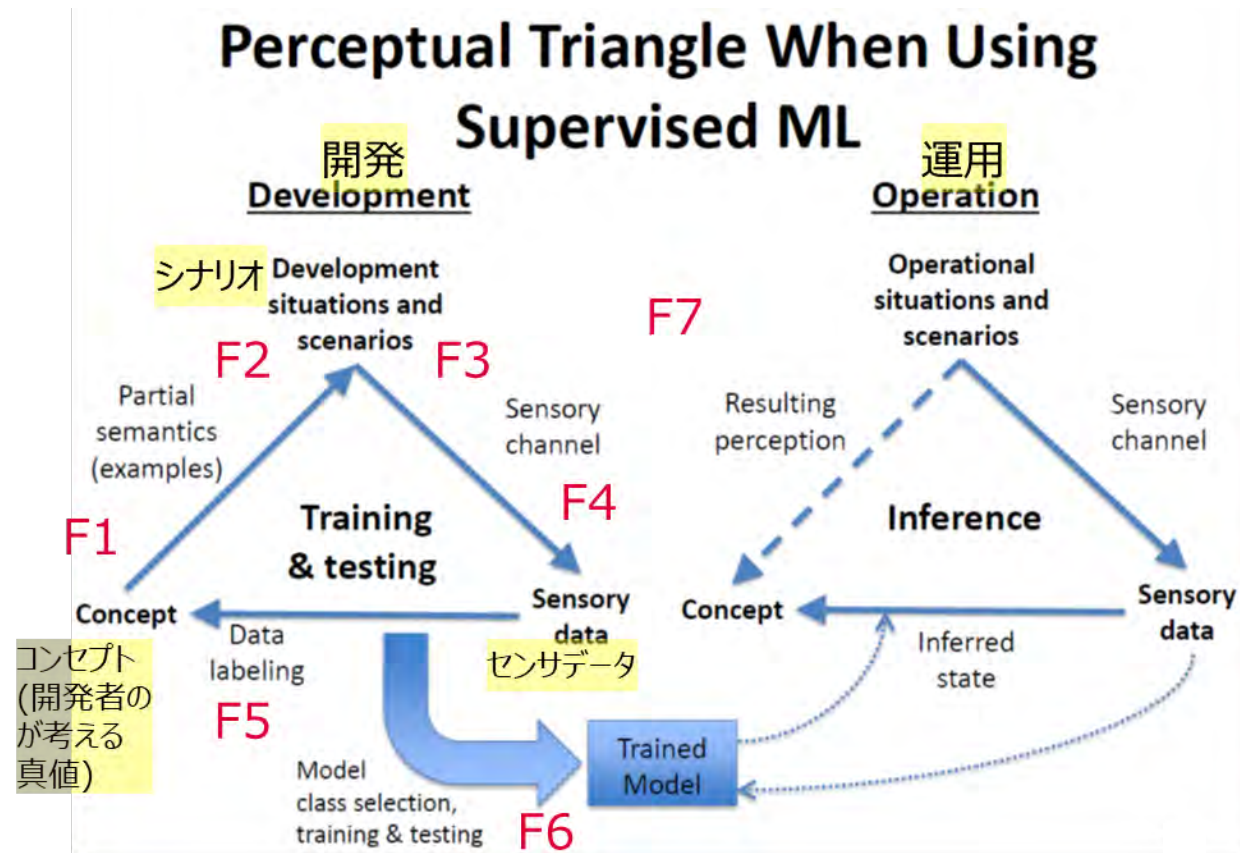 Perceptual Triangle When Using
Supervised ML
開発
Development
運用
Operation
シナリオ
Development
situations and
scenarios
F2
F3
Partial
semantics
(examples)
Sensory
channel
F1
F4
Training
& testing
Concept
Sensory
data
Data
labeling
コンセプト
(開発者の
が考える
真値)
センサデータ
F5
Model
class selection,
training & testing
F6
Trained
Model
F7
Operational
situations and
scenarios
Resulting
perception
Sensory
channel
Inference
Concept
Sensory
data
Inferred
state